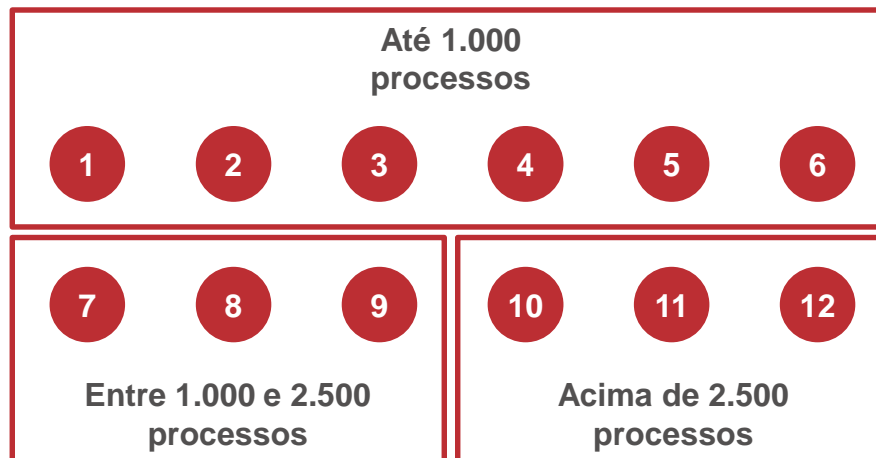 Até 1.000
processos
1 2 3 4 5 6
7 8 9 10 11 12
Entre 1.000 e 2.500
processos
Acima de 2.500
processos